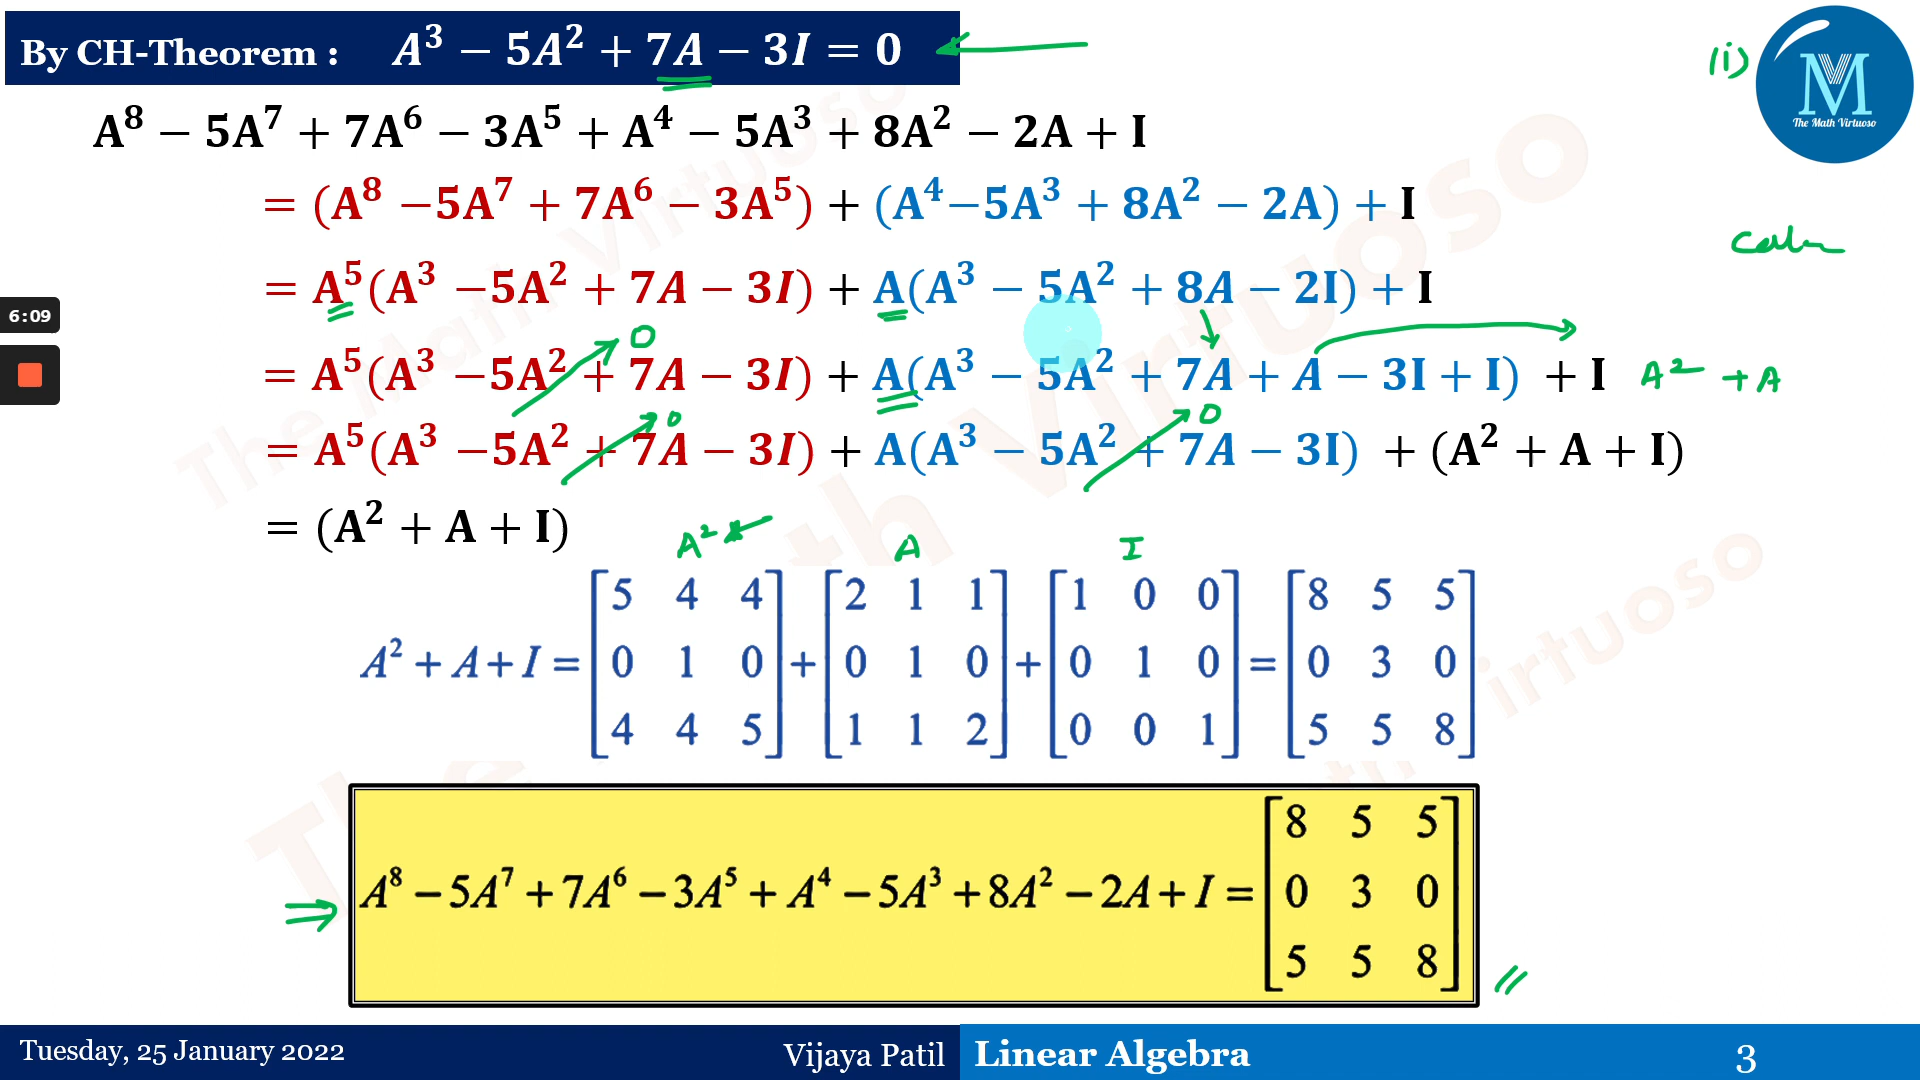 By CH-Theorem : A³ − 5A² + 7A − 3I = 0
(i)
M
The Math Virtuoso
A⁸ − 5A⁷ + 7A⁶ − 3A⁵ + A⁴ − 5A³ + 8A² − 2A + I
= (A⁸ −5A⁷ + 7A⁶ − 3A⁵) + (A⁴−5A³ + 8A² − 2A) + I
= A⁵(A³ −5A² + 7A − 3I) + A(A³ − 5A² + 8A − 2I) + I
6:09
0
= A⁵(A³ −5A² + 7A − 3I) + A(A³ − 5A² + 7A + A − 3I + I) + I A² + A
0 0
= A⁵(A³ −5A² + 7A − 3I) + A(A³ − 5A² + 7A − 3I) + (A² + A + I)
= (A² + A + I)
A² A I
A² + A + I = [5 4 4; 0 1 0; 4 4 5] + [2 1 1; 0 1 0; 1 1 2] + [1 0 0; 0 1 0; 0 0 1] = [8 5 5; 0 3 0; 5 5 8]
A⁸ − 5A⁷ + 7A⁶ − 3A⁵ + A⁴ − 5A³ + 8A² − 2A + I = [8 5 5; 0 3 0; 5 5 8]
Tuesday, 25 January 2022
Vijaya Patil
Linear Algebra
3
The Math Virtuoso